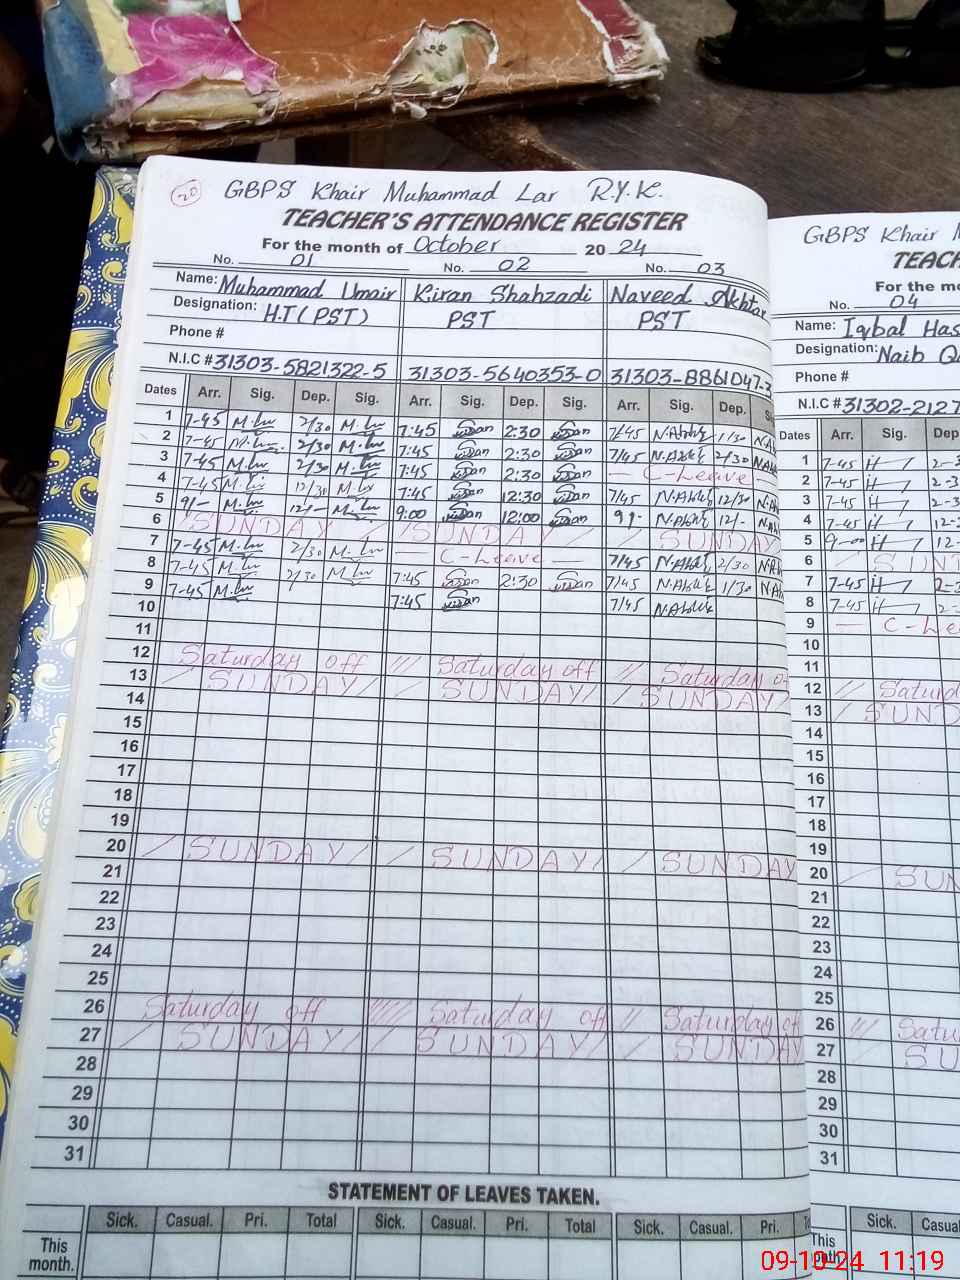 20
GBPS Khair Muhammad Lar R.Y.K.
TEACHER'S ATTENDANCE REGISTER
For the month of October 2024
No. 01 No. 02 No. 03
Name: Muhammad Umair Kiran Shahzadi Naveed Akhtar
Designation: H.T (PST) PST PST
Phone #
N.I.C # 31303-5821322-5 31303-5640353-0 31303-8861047-
Dates Arr. Sig. Dep. Sig. Arr. Sig. Dep. Sig. Arr. Sig. Dep.
1 7-45 2/30 7:45 2:30 7/45 1/30
2 7-45 2/30 7:45 2:30 7/45 2/30
3 7-45 2/30 7:45 2:30 — C-Leave —
4 7-45 12/30 7:45 12:30 7/45 12/30
5 9/- 12/- 9:00 12:00 9/- 12/-
6 / SUNDAY / / SUNDAY / / SUNDAY
7 7-45 2/30 — C-Leave — 7/45 2/30
8 7-45 2/30 7:45 2:30 7/45 1/30
9 7-45 7:45 7/45
10
11
12 Saturday off /// Saturday off // Saturday
13 / SUNDAY / / SUNDAY / / SUNDAY
14
15
16
17
18
19
20 / SUNDAY / / SUNDAY / / SUNDAY
21
22
23
24
25
26 Saturday off ///// Saturday off // Saturday
27 / SUNDAY / / SUNDAY / / SUNDAY
28
29
30
31
STATEMENT OF LEAVES TAKEN.
Sick. Casual. Pri. Total Sick. Casual. Pri. Total Sick. Casual. Pri.
This month.
GBPS Khair
For the
No. 04
Name: Iqbal
Designation: Naib
Phone #
N.I.C # 31302-2127
Dates Arr. Sig.
1 7-45
2 7-45
3 7-45
4 7-45
5 9-00
6
7 7-45
8 7-45
9 — C-Le
10
11
12
13
14
15
16
17
18
19
20
21
22
23
24
25
26
27
28
29
30
31
Sick.
This
09-10-24 11:19